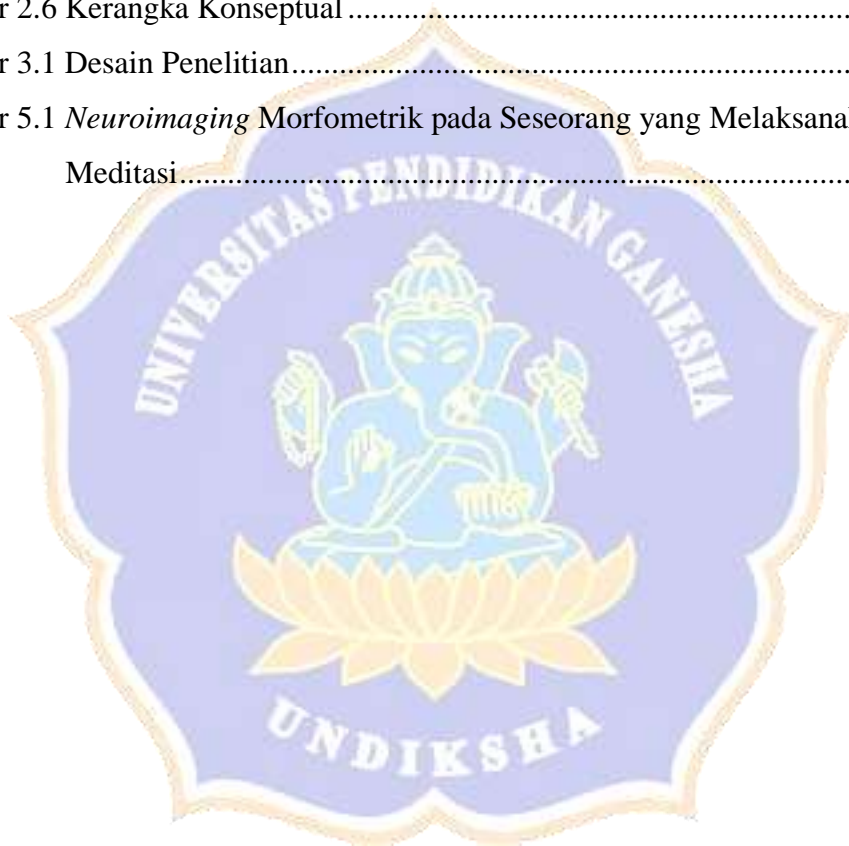 r 2.6 Kerangka Konseptual
r 3.1 Desain Penelitian
r 5.1 Neuroimaging Morfometrik pada Seseorang yang Melaksana
Meditasi
UNIVERSITAS PENDIDIKAN GANESHA
UNDIKSHA